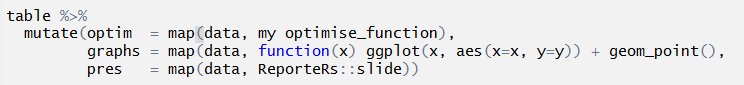 table %>%
  mutate(optim  = map(data, my optimise_function),
         graphs = map(data, function(x) ggplot(x, aes(x=x, y=y)) + geom_point(),
         pres   = map(data, ReporteRs::slide))